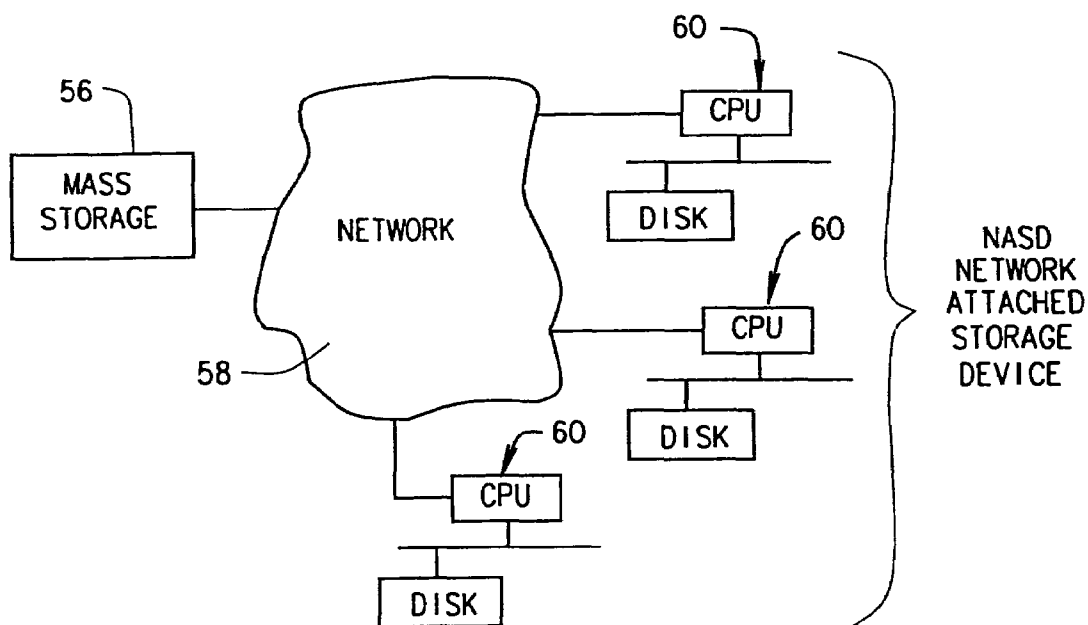 60
56
CPU
MASS
STORAGE
DISK
NETWORK
60
NASD
NETWORK
ATTACHED
STORAGE
DEVICE
CPU
58
DISK
60
CPU
DISK